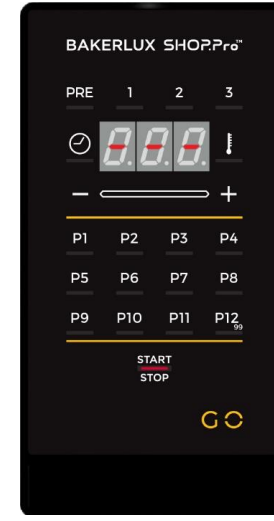 BAKERLUX SHOP.Pro™
PRE 1 2 3
---
− +
P1 P2 P3 P4
P5 P6 P7 P8
P9 P10 P11 P12
99
START
STOP
GO